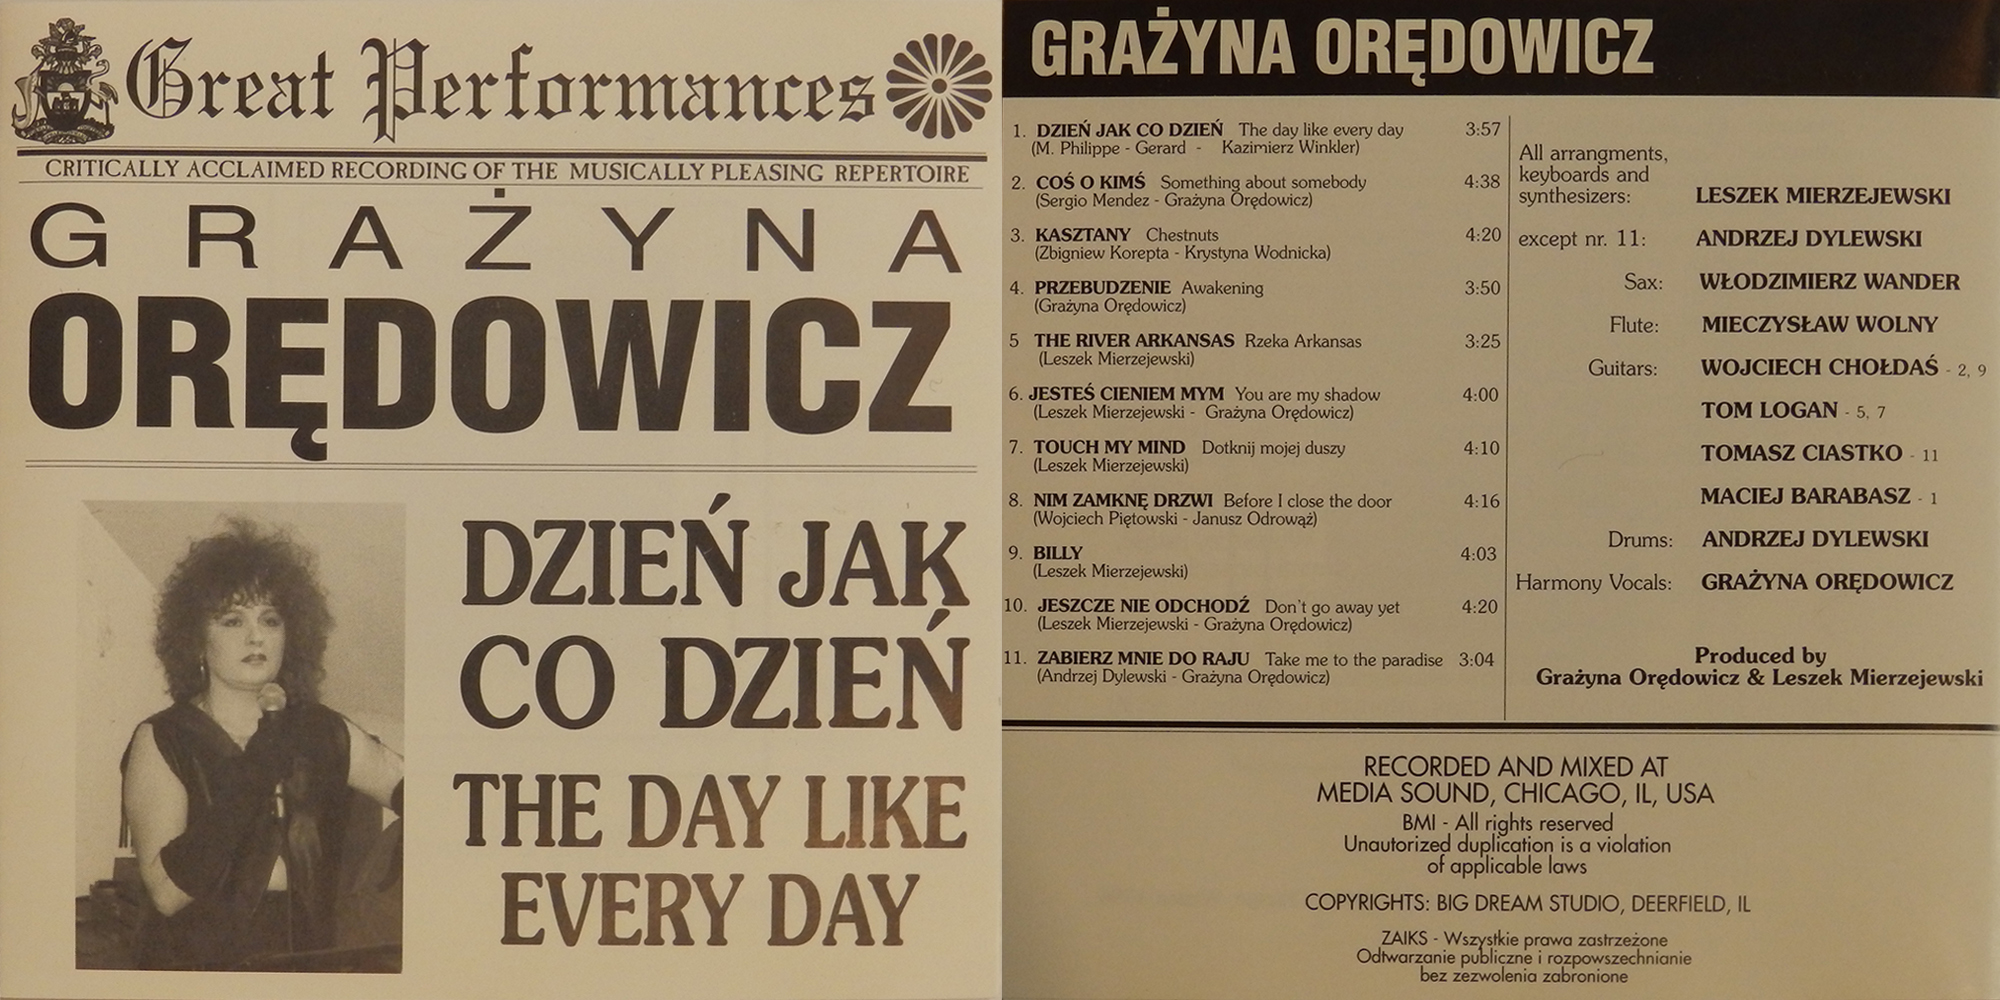 Great Performances
CRITICALLY ACCLAIMED RECORDING OF THE MUSICALLY PLEASING REPERTOIRE
GRAŻYNA
ORĘDOWICZ
DZIEŃ JAK
CO DZIEŃ
THE DAY LIKE
EVERY DAY
GRAŻYNA ORĘDOWICZ
1. DZIEŃ JAK CO DZIEŃ The day like every day 3:57
(M. Philippe - Gerard - Kazimierz Winkler)
2. COŚ O KIMŚ Something about somebody 4:38
(Sergio Mendez - Grażyna Orędowicz)
3. KASZTANY Chestnuts 4:20
(Zbigniew Korepta - Krystyna Wodnicka)
4. PRZEBUDZENIE Awakening 3:50
(Grażyna Orędowicz)
5 THE RIVER ARKANSAS Rzeka Arkansas 3:25
(Leszek Mierzejewski)
6. JESTEŚ CIENIEM MYM You are my shadow 4:00
(Leszek Mierzejewski - Grażyna Orędowicz)
7. TOUCH MY MIND Dotknij mojej duszy 4:10
(Leszek Mierzejewski)
8. NIM ZAMKNĘ DRZWI Before I close the door 4:16
(Wojciech Piętowski - Janusz Odrowąż)
9. BILLY 4:03
(Leszek Mierzejewski)
10. JESZCZE NIE ODCHODŹ Don't go away yet 4:20
(Leszek Mierzejewski - Grażyna Orędowicz)
11. ZABIERZ MNIE DO RAJU Take me to the paradise 3:04
(Andrzej Dylewski - Grażyna Orędowicz)
All arrangments,
keyboards and
synthesizers: LESZEK MIERZEJEWSKI
except nr. 11: ANDRZEJ DYLEWSKI
Sax: WŁODZIMIERZ WANDER
Flute: MIECZYSŁAW WOLNY
Guitars: WOJCIECH CHOŁDAŚ - 2, 9
TOM LOGAN - 5, 7
TOMASZ CIASTKO - 11
MACIEJ BARABASZ - 1
Drums: ANDRZEJ DYLEWSKI
Harmony Vocals: GRAŻYNA ORĘDOWICZ
Produced by
Grażyna Orędowicz & Leszek Mierzejewski
RECORDED AND MIXED AT
MEDIA SOUND, CHICAGO, IL, USA
BMI - All rights reserved
Unautorized duplication is a violation
of applicable laws
COPYRIGHTS: BIG DREAM STUDIO, DEERFIELD, IL
ZAIKS - Wszystkie prawa zastrzeżone
Odtwarzanie publiczne i rozpowszechnianie
bez zezwolenia zabronione